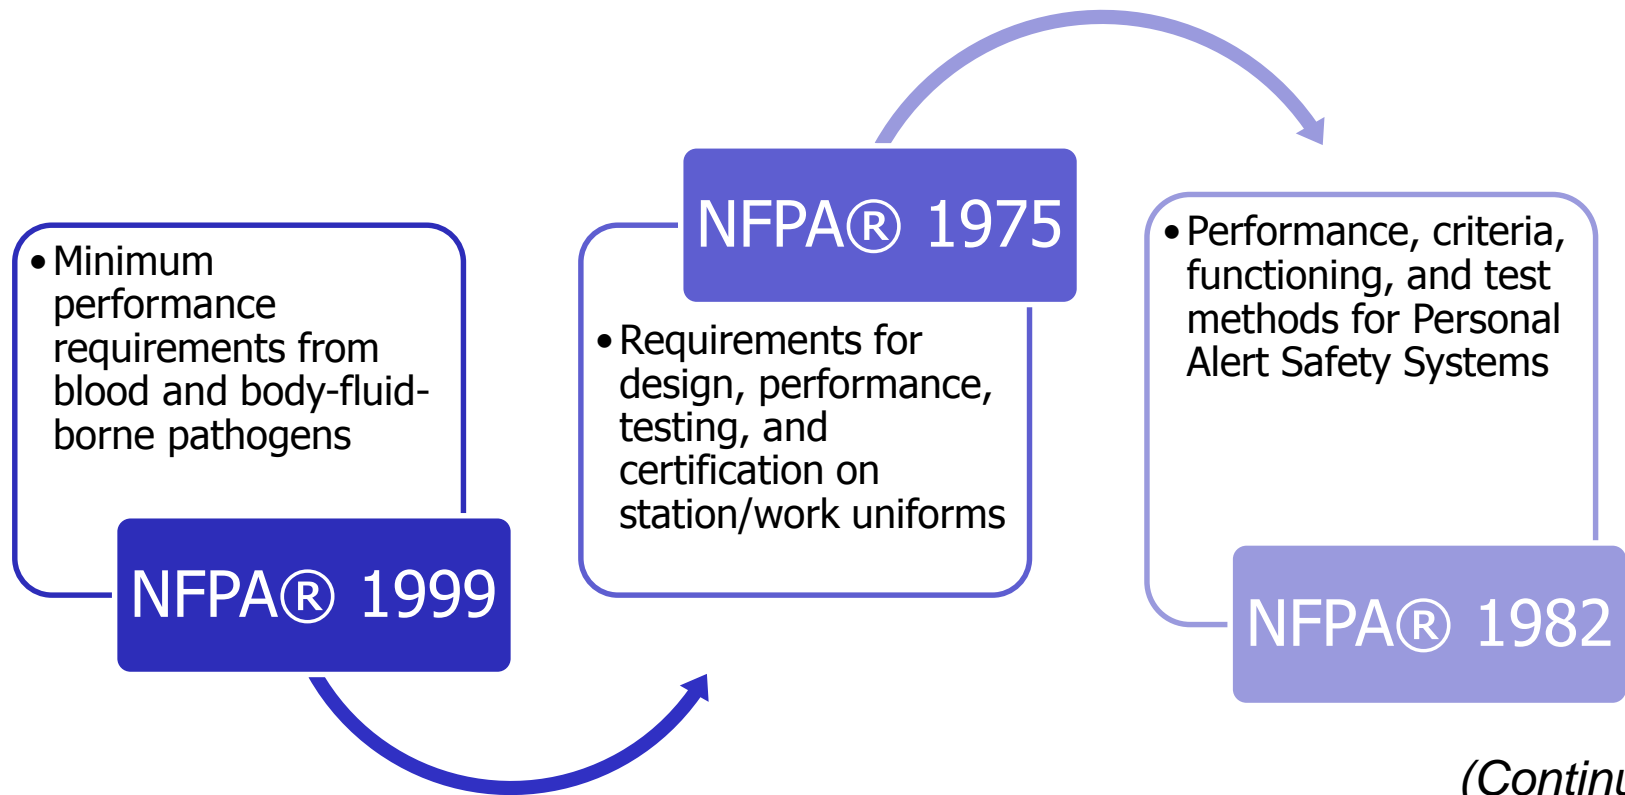 • Minimum
performance
requirements from
blood and body-fluid-
borne pathogens
NFPA® 1999
NFPA® 1975
• Requirements for
design, performance,
testing, and
certification on
station/work uniforms
• Performance, criteria,
functioning, and test
methods for Personal
Alert Safety Systems
NFPA® 1982
(Continu